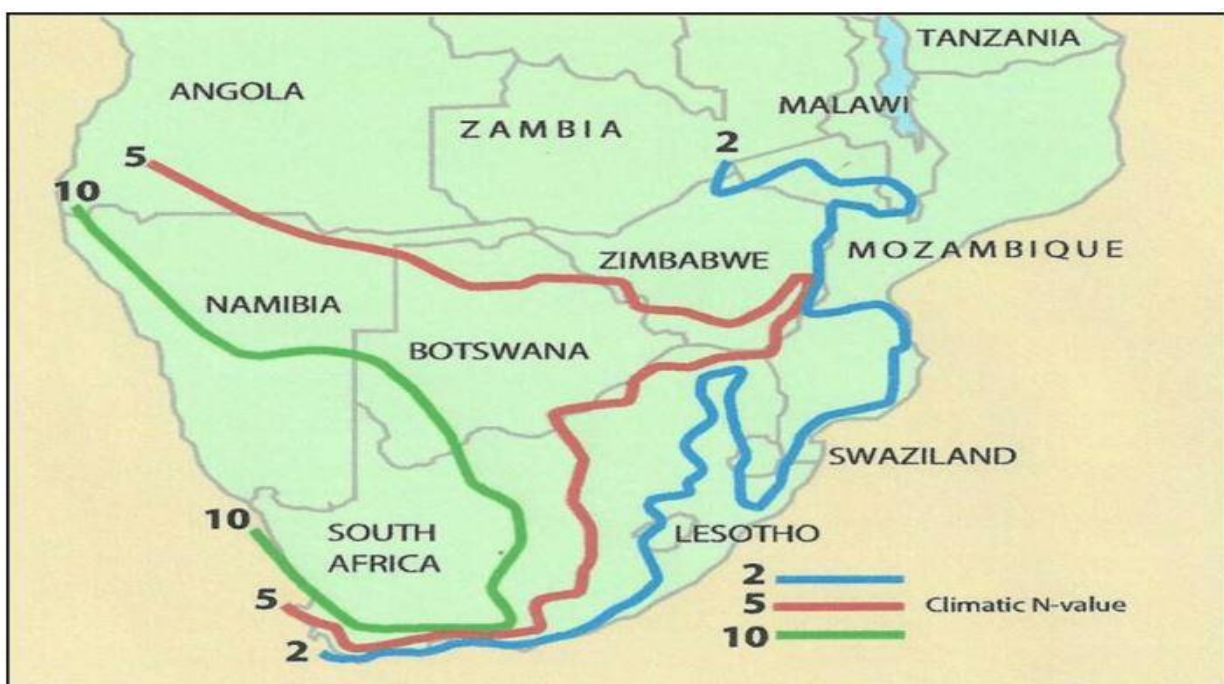 TANZANIA
ANGOLA
MALAWI
ZAMBIA
2
5
10
MOZAMBIQUE
ZIMBABWE
NAMIBIA
BOTSWANA
SWAZILAND
10
SOUTH
AFRICA
LESOTHO
2
5
5 Climatic N-value
2
10